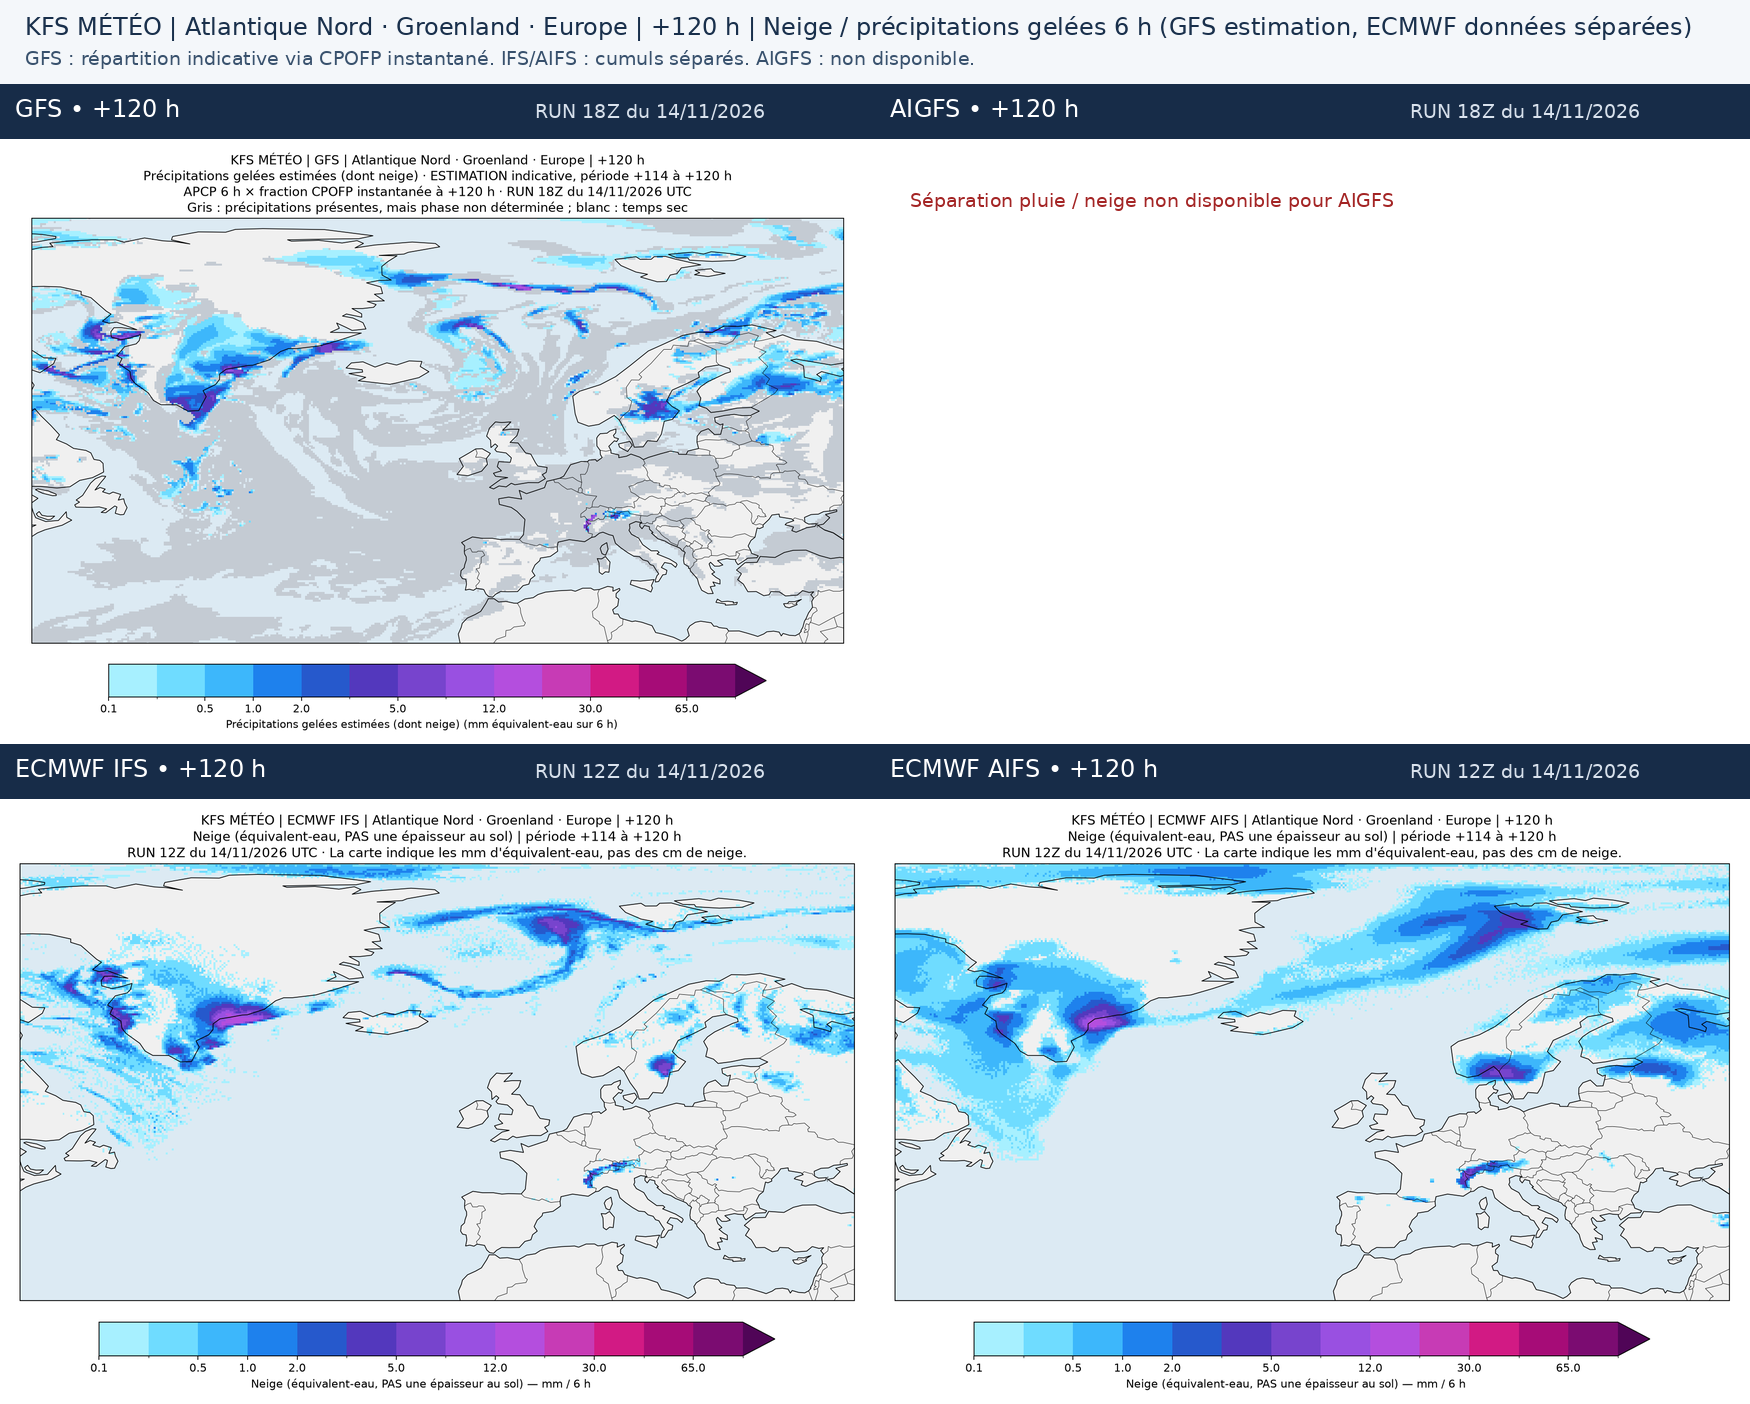 KFS MÉTÉO | Atlantique Nord · Groenland · Europe | +120 h | Neige / précipitations gelées 6 h (GFS estimation, ECMWF données séparées)
GFS : répartition indicative via CPOFP instantané. IFS/AIFS : cumuls séparés. AIGFS : non disponible.
GFS • +120 h
RUN 18Z du 14/11/2026
AIGFS • +120 h
RUN 18Z du 14/11/2026
KFS MÉTÉO | GFS | Atlantique Nord · Groenland · Europe | +120 h
Précipitations gelées estimées (dont neige) · ESTIMATION indicative, période +114 à +120 h
APCP 6 h × fraction CPOFP instantanée à +120 h · RUN 18Z du 14/11/2026 UTC
Gris : précipitations présentes, mais phase non déterminée ; blanc : temps sec
Séparation pluie / neige non disponible pour AIGFS
0.1 0.5 1.0 2.0 5.0 12.0 30.0 65.0
Précipitations gelées estimées (dont neige) (mm équivalent-eau sur 6 h)
ECMWF IFS • +120 h
RUN 12Z du 14/11/2026
ECMWF AIFS • +120 h
RUN 12Z du 14/11/2026
KFS MÉTÉO | ECMWF IFS | Atlantique Nord · Groenland · Europe | +120 h
Neige (équivalent-eau, PAS une épaisseur au sol) | période +114 à +120 h
RUN 12Z du 14/11/2026 UTC · La carte indique les mm d'équivalent-eau, pas des cm de neige.
KFS MÉTÉO | ECMWF AIFS | Atlantique Nord · Groenland · Europe | +120 h
Neige (équivalent-eau, PAS une épaisseur au sol) | période +114 à +120 h
RUN 12Z du 14/11/2026 UTC · La carte indique les mm d'équivalent-eau, pas des cm de neige.
0.1 0.5 1.0 2.0 5.0 12.0 30.0 65.0
Neige (équivalent-eau, PAS une épaisseur au sol) — mm / 6 h
0.1 0.5 1.0 2.0 5.0 12.0 30.0 65.0
Neige (équivalent-eau, PAS une épaisseur au sol) — mm / 6 h